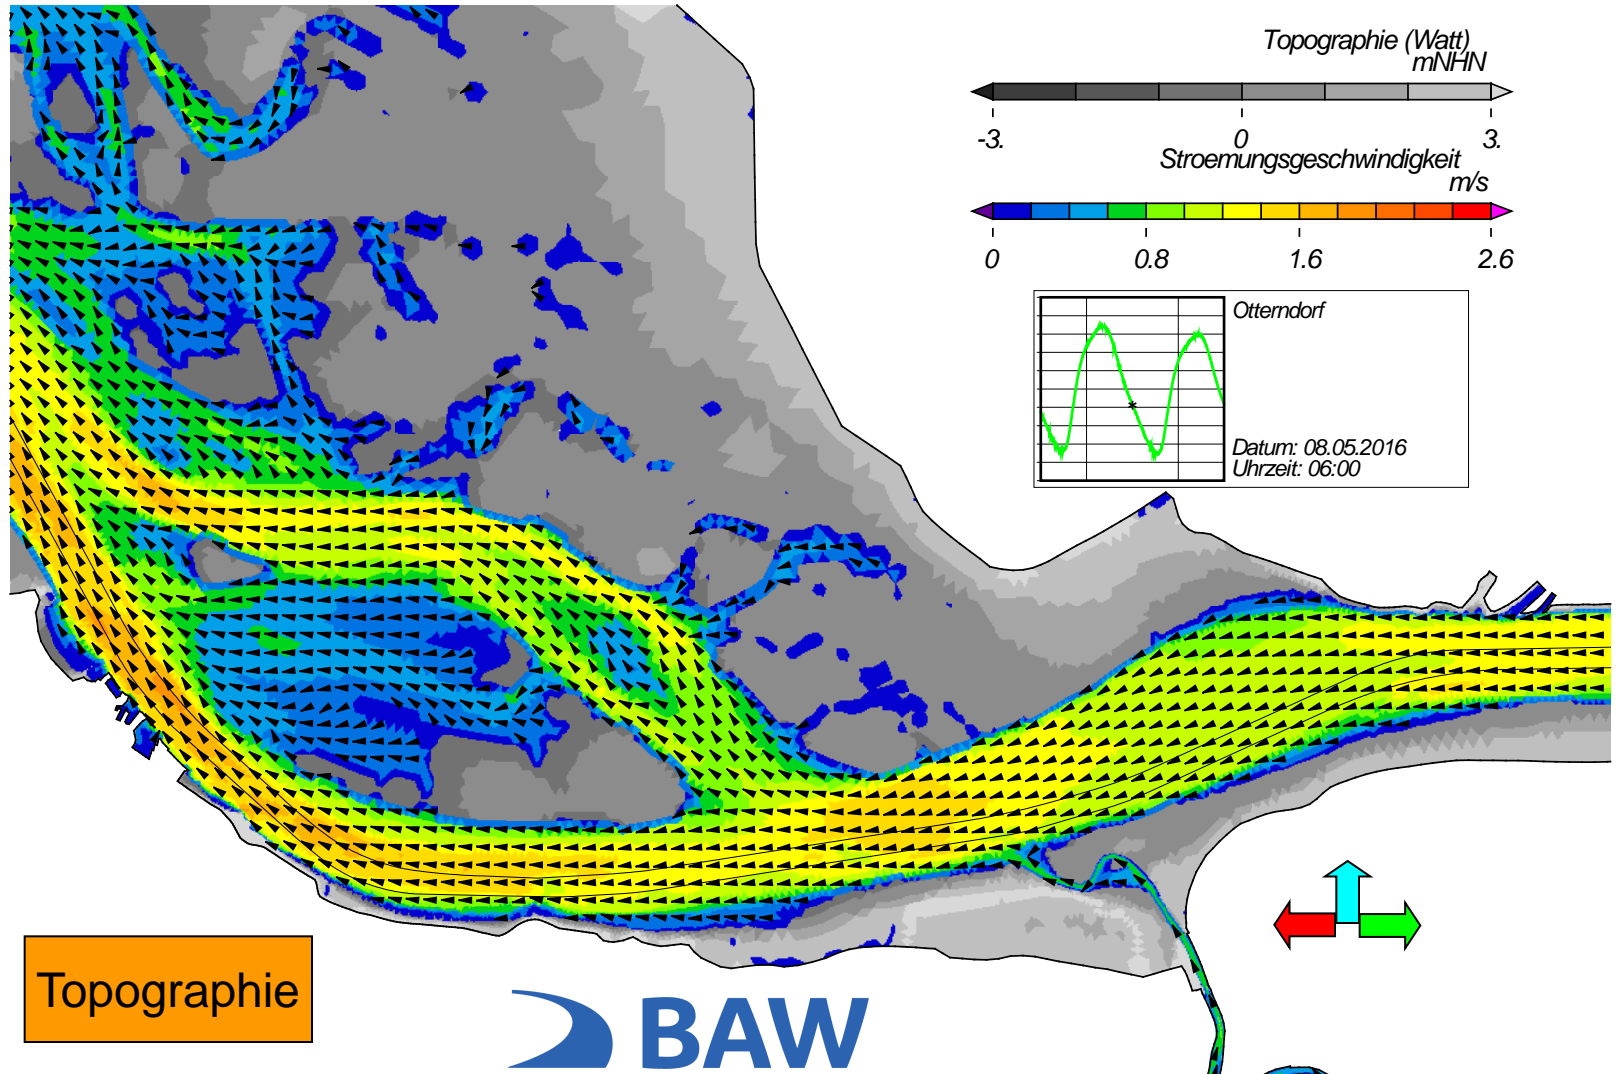 Topographie (Watt)
mNHN
-3. 0 3.
Stroemungsgeschwindigkeit
m/s
0 0.8 1.6 2.6
Otterndorf
Datum: 08.05.2016
Uhrzeit: 06:00
Topographie
BAW